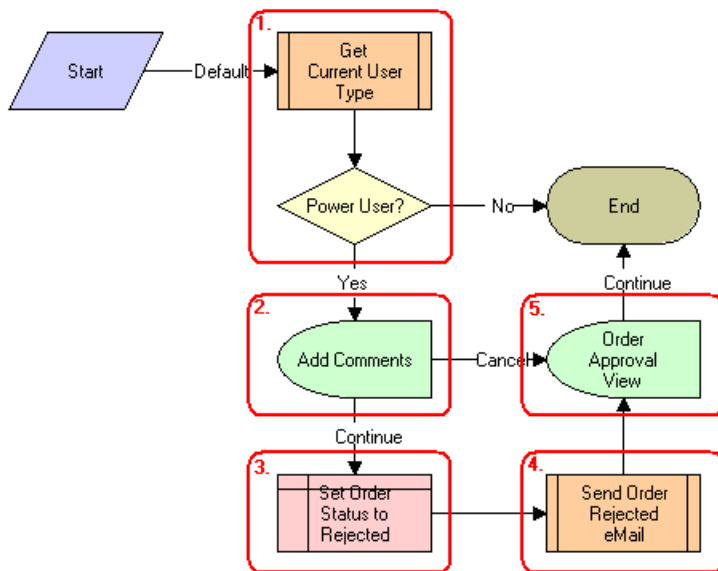 1.
Start
Default
Get
Current User
Type
Power User?
No
End
Yes
Continue
2.
Add Comments
Cancel
5.
Order
Approval
View
Continue
3.
Set Order
Status to
Rejected
4.
Send Order
Rejected
eMail